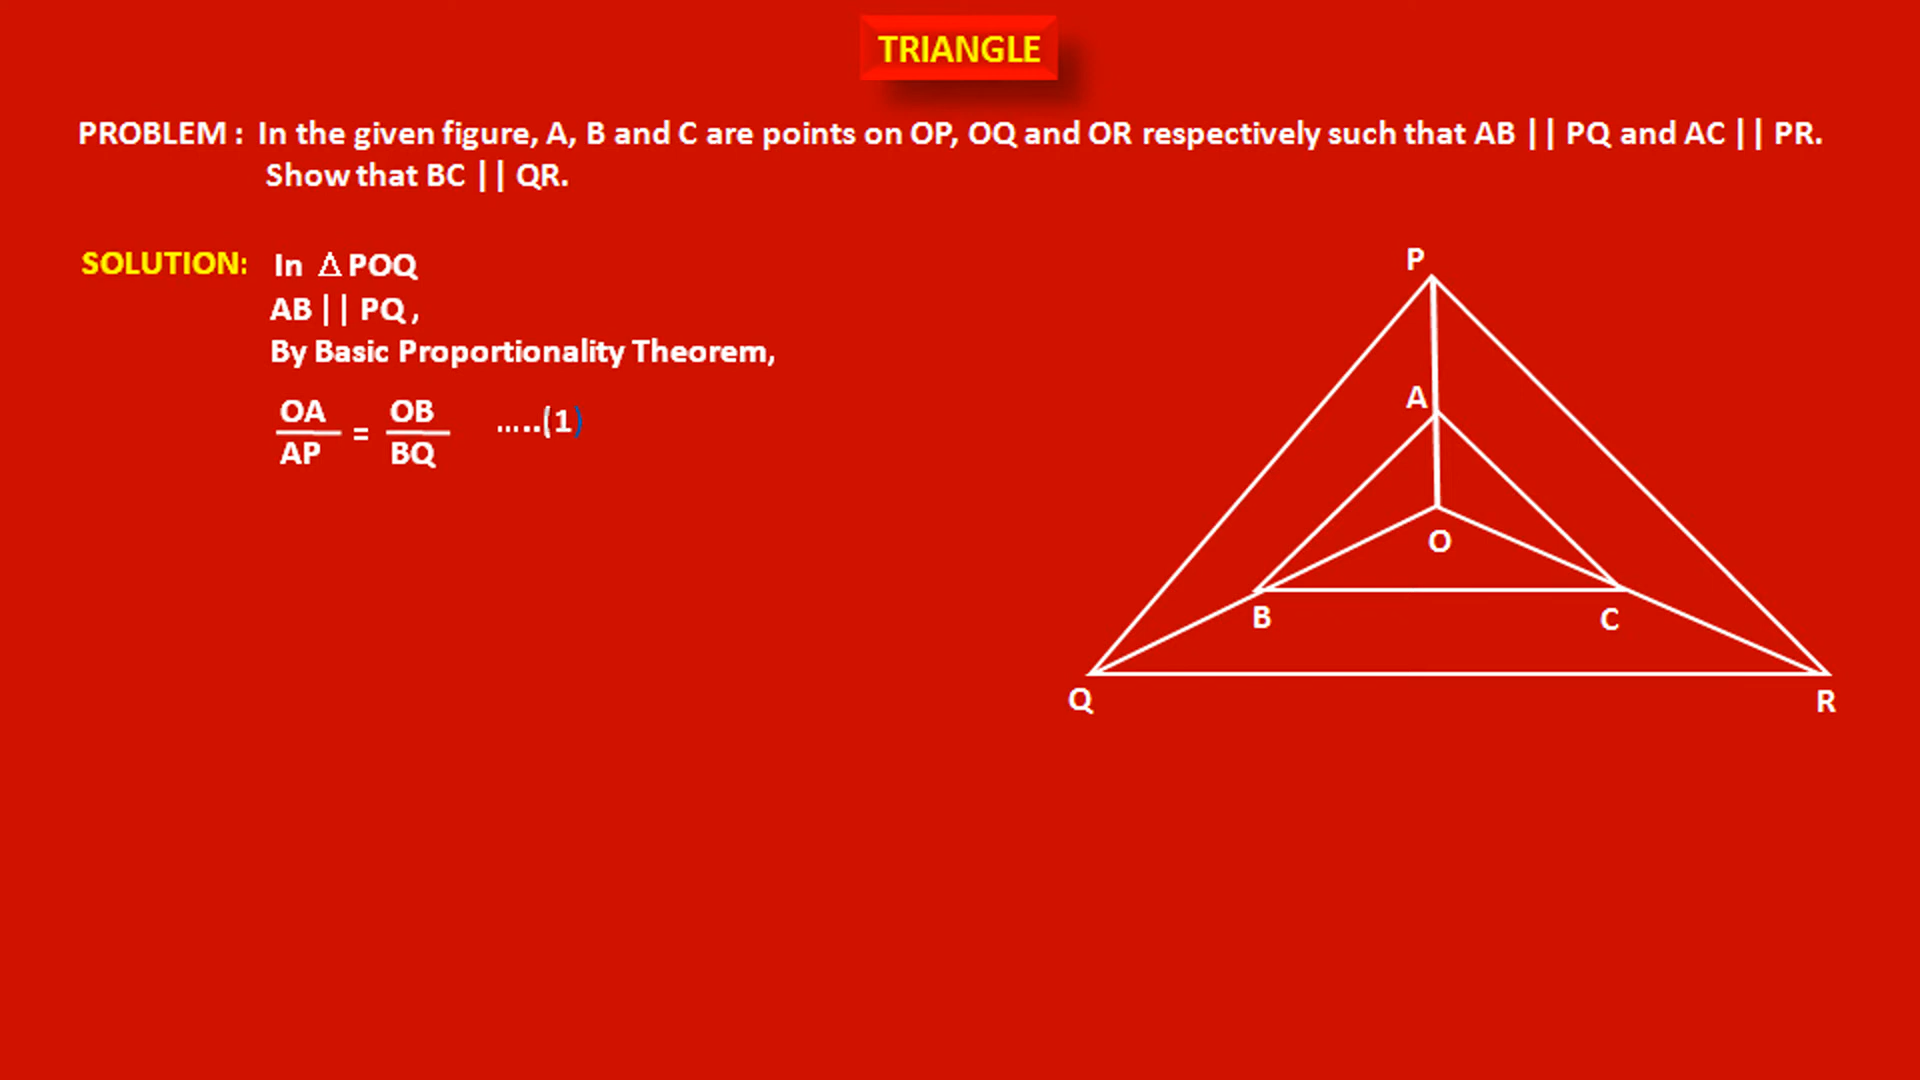 TRIANGLE
PROBLEM : In the given figure, A, B and C are points on OP, OQ and OR respectively such that AB || PQ and AC || PR.
Show that BC || QR.
SOLUTION: In Δ POQ
AB || PQ ,
By Basic Proportionality Theorem,
OA OB
= .....(1)
AP BQ
P
A
O
B C
Q R